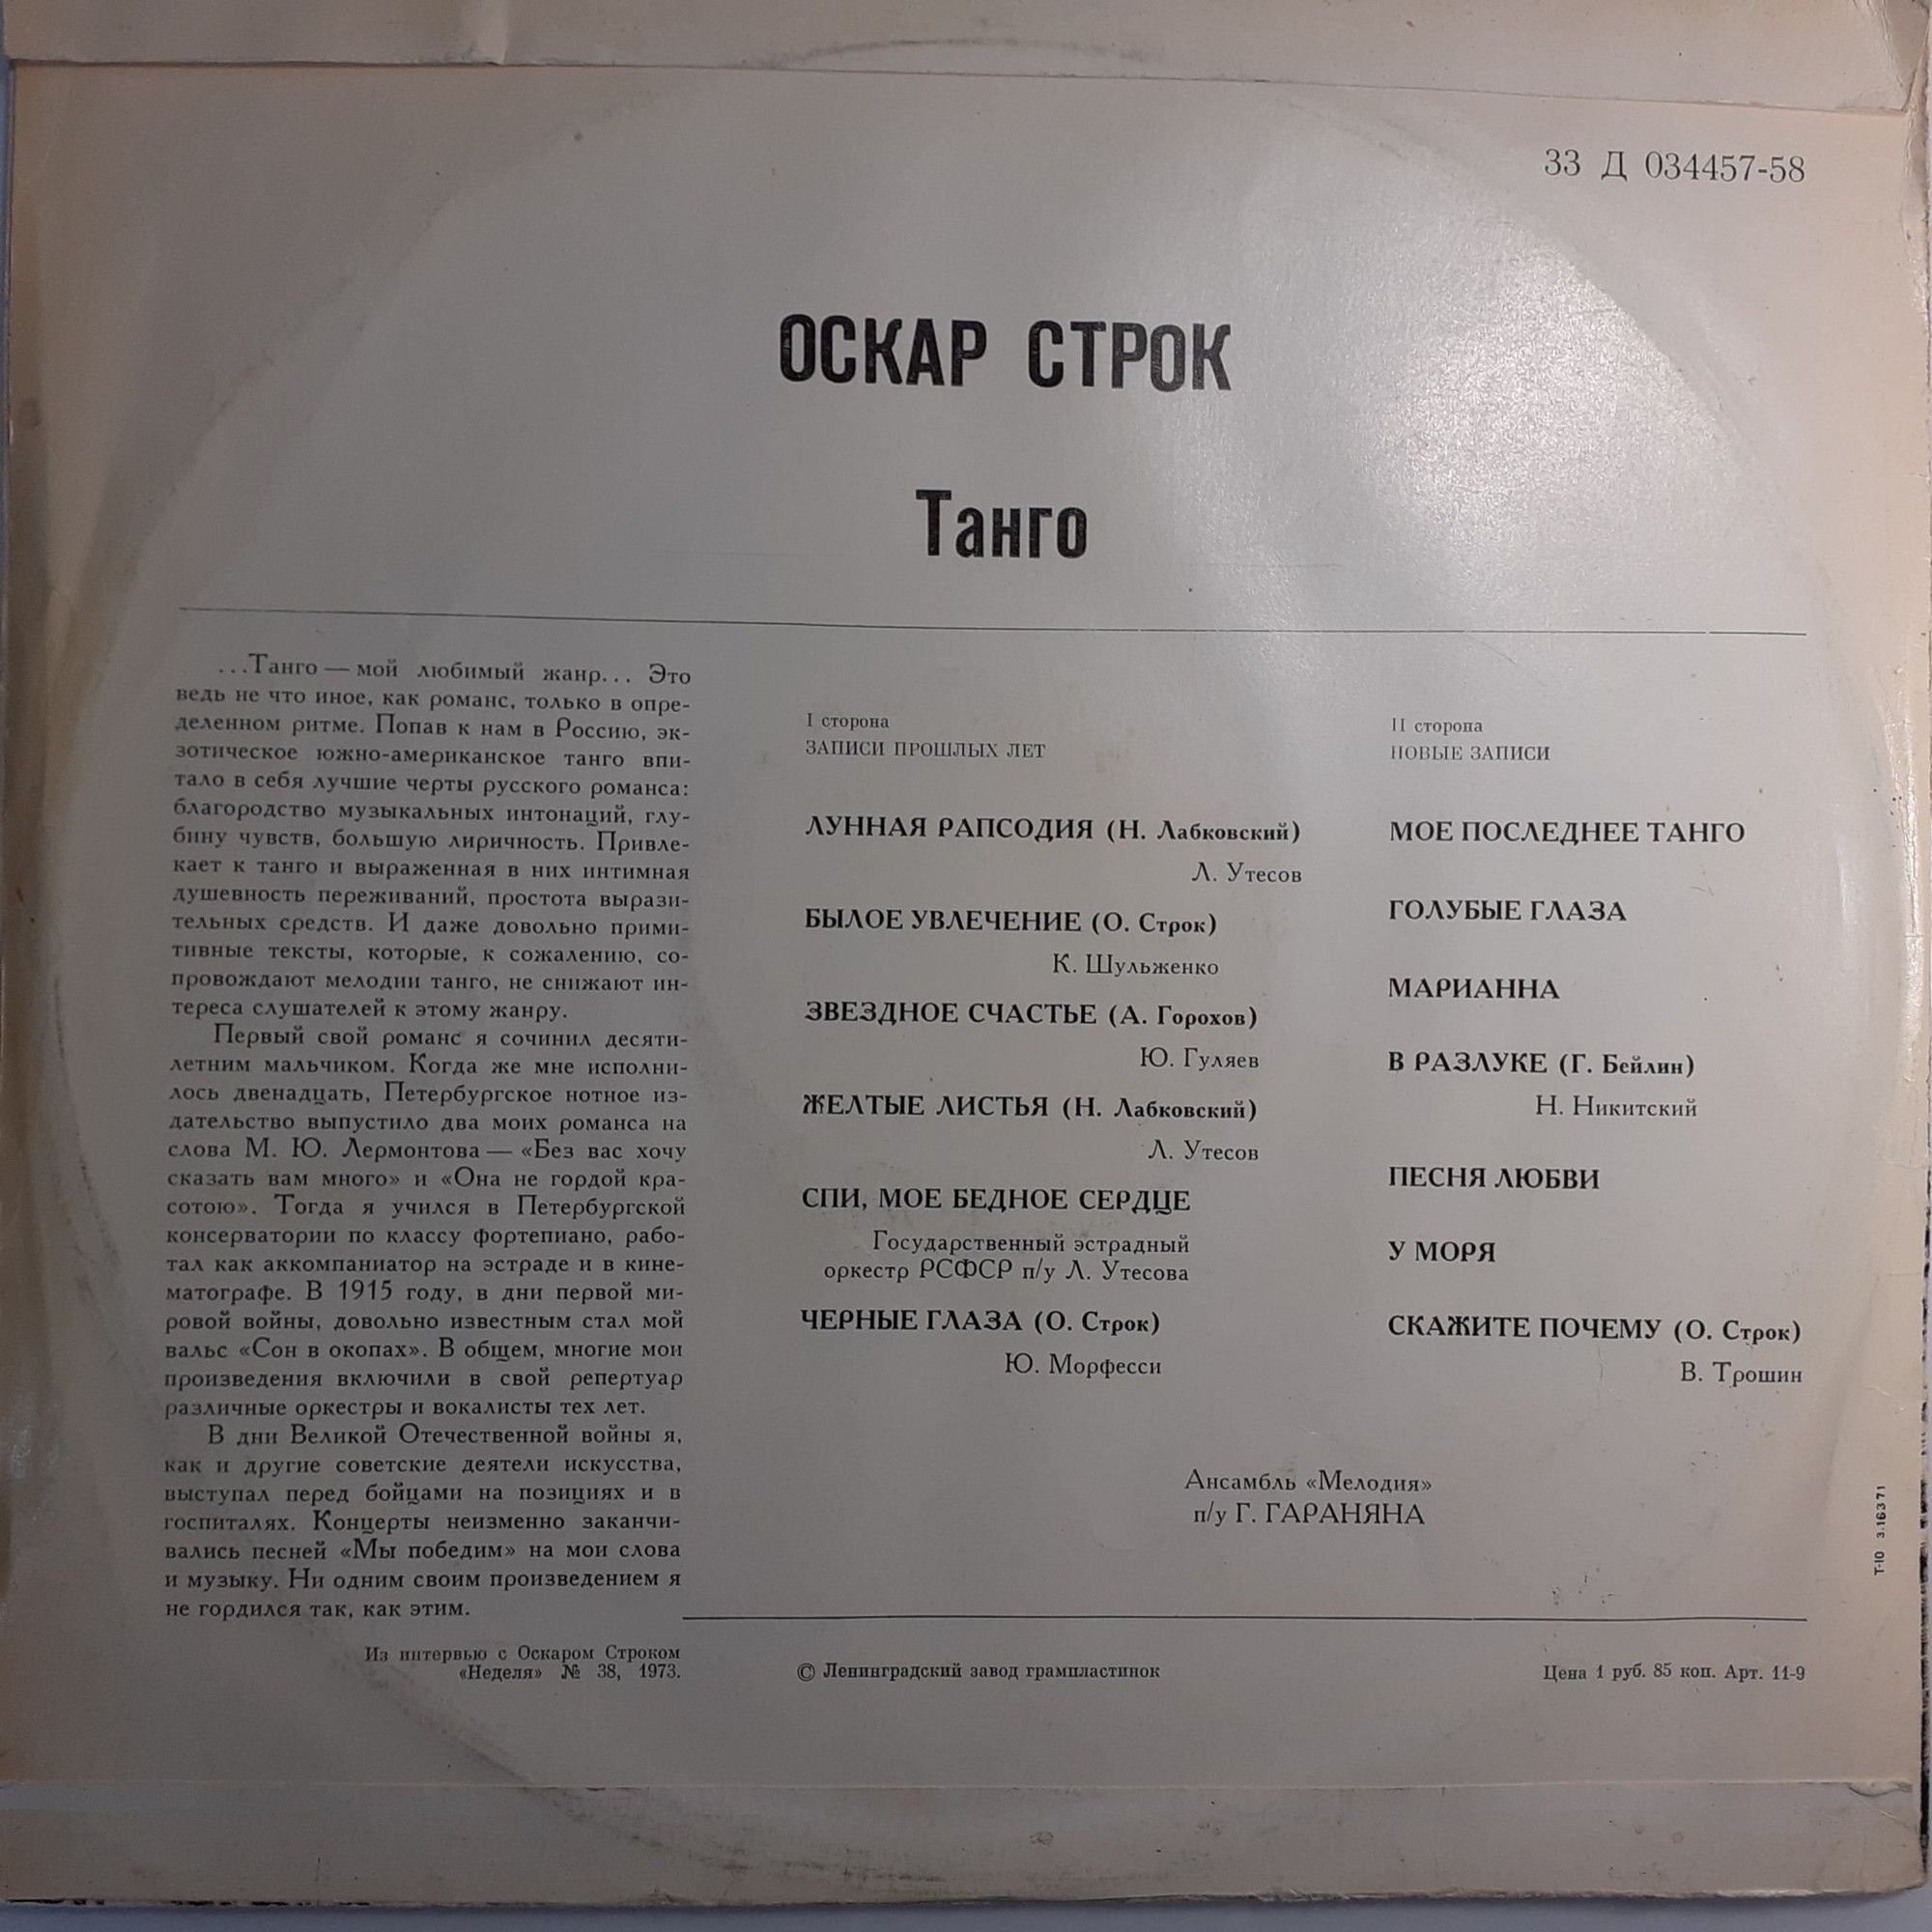 33 Д 034457-58
ОСКАР СТРОК
Танго
...Танго — мой любимый жанр... Это
ведь не что иное, как романс, только в опре-
деленном ритме. Попав к нам в Россию, эк-
зотическое южно-американское танго впи-
тало в себя лучшие черты русского романса:
благородство музыкальных интонаций, глу-
бину чувств, большую лиричность. Привле-
кает к танго и выраженная в них интимная
душевность переживаний, простота вырази-
тельных средств. И даже довольно прими-
тивные тексты, которые, к сожалению, со-
провождают мелодии танго, не снижают ин-
тереса слушателей к этому жанру.
Первый свой романс я сочинил десяти-
летним мальчиком. Когда же мне исполни-
лось двенадцать, Петербургское нотное из-
дательство выпустило два моих романса на
слова М. Ю. Лермонтова — «Без вас хочу
сказать вам много» и «Она не гордой кра-
сотою». Тогда я учился в Петербургской
консерватории по классу фортепиано, рабо-
тал как аккомпаниатор на эстраде и в кине-
матографе. В 1915 году, в дни первой ми-
ровой войны, довольно известным стал мой
вальс «Сон в окопах». В общем, многие мои
произведения включили в свой репертуар
различные оркестры и вокалисты тех лет.
В дни Великой Отечественной войны я,
как и другие советские деятели искусства,
выступал перед бойцами на позициях и в
госпиталях. Концерты неизменно заканчи-
вались песней «Мы победим» на мои слова
и музыку. Ни одним своим произведением я
не гордился так, как этим.
Из интервью с Оскаром Строком
«Неделя» № 38, 1973.
I сторона
ЗАПИСИ ПРОШЛЫХ ЛЕТ
ЛУННАЯ РАПСОДИЯ (Н. Лабковский)
Л. Утесов
БЫЛОЕ УВЛЕЧЕНИЕ (О. Строк)
К. Шульженко
ЗВЕЗДНОЕ СЧАСТЬЕ (А. Горохов)
Ю. Гуляев
ЖЕЛТЫЕ ЛИСТЬЯ (Н. Лабковский)
Л. Утесов
СПИ, МОЕ БЕДНОЕ СЕРДЦЕ
Государственный эстрадный
оркестр РСФСР п/у Л. Утесова
ЧЕРНЫЕ ГЛАЗА (О. Строк)
Ю. Морфесси
II сторона
НОВЫЕ ЗАПИСИ
МОЕ ПОСЛЕДНЕЕ ТАНГО
ГОЛУБЫЕ ГЛАЗА
МАРИАННА
В РАЗЛУКЕ (Г. Бейлин)
Н. Никитский
ПЕСНЯ ЛЮБВИ
У МОРЯ
СКАЖИТЕ ПОЧЕМУ (О. Строк)
В. Трошин
Ансамбль «Мелодия»
п/у Г. ГАРАНЯНА
Т-10 З.16371
© Ленинградский завод грампластинок
Цена 1 руб. 85 коп. Арт. 11-9